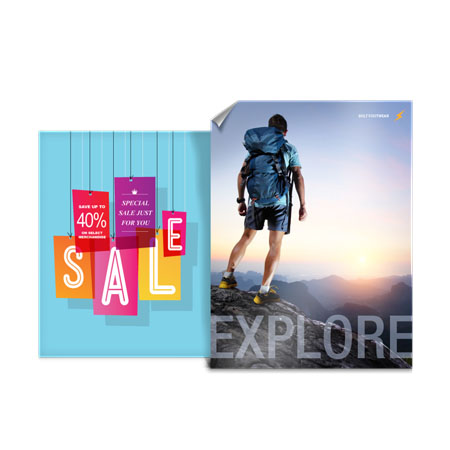 SAVE UP TO
40%
ON SELECT
MERCHANDISE
SPECIAL
SALE JUST
FOR YOU
SALE
EXPLORE